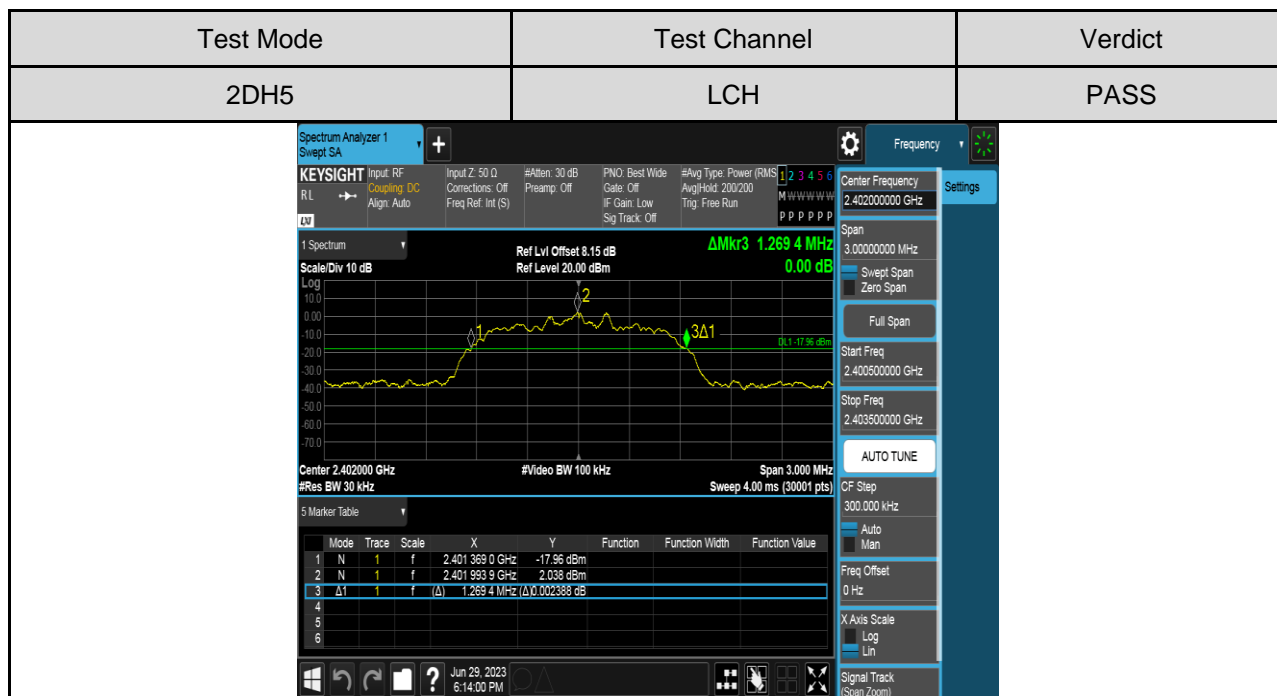 Test Mode Test Channel Verdict
2DH5 LCH PASS
Spectrum Analyzer 1
Swept SA
+
Frequency
KEYSIGHT
RL
LXI
Input: RF
Coupling: DC
Align: Auto
Input Z: 50 Ω
Corrections: Off
Freq Ref: Int (S)
#Atten: 30 dB
Preamp: Off
PNO: Best Wide
Gate: Off
IF Gain: Low
Sig Track: Off
#Avg Type: Power (RMS
Avg|Hold: 200/200
Trig: Free Run
1 2 3 4 5 6
M W W W W W
P P P P P P
1 Spectrum
Scale/Div 10 dB
Ref Lvl Offset 8.15 dB
Ref Level 20.00 dBm
ΔMkr3 1.269 4 MHz
0.00 dB
Log
10.0
0.00
-10.0
-20.0
-30.0
-40.0
-50.0
-60.0
-70.0
2
1
3Δ1
DL1 -17.96 dBm
Center 2.402000 GHz
#Res BW 30 kHz
#Video BW 100 kHz
Span 3.000 MHz
Sweep 4.00 ms (30001 pts)
5 Marker Table
Mode Trace Scale X Y Function Function Width Function Value
1 N 1 f 2.401 369 0 GHz -17.96 dBm
2 N 1 f 2.401 993 9 GHz 2.038 dBm
3 Δ1 1 f (Δ) 1.269 4 MHz (Δ)0.002388 dB
4
5
6
?
Jun 29, 2023
6:14:00 PM
Center Frequency
2.402000000 GHz
Span
3.00000000 MHz
Swept Span
Zero Span
Full Span
Start Freq
2.400500000 GHz
Stop Freq
2.403500000 GHz
AUTO TUNE
CF Step
300.000 kHz
Auto
Man
Freq Offset
0 Hz
X Axis Scale
Log
Lin
Signal Track
(Span Zoom)
Settings